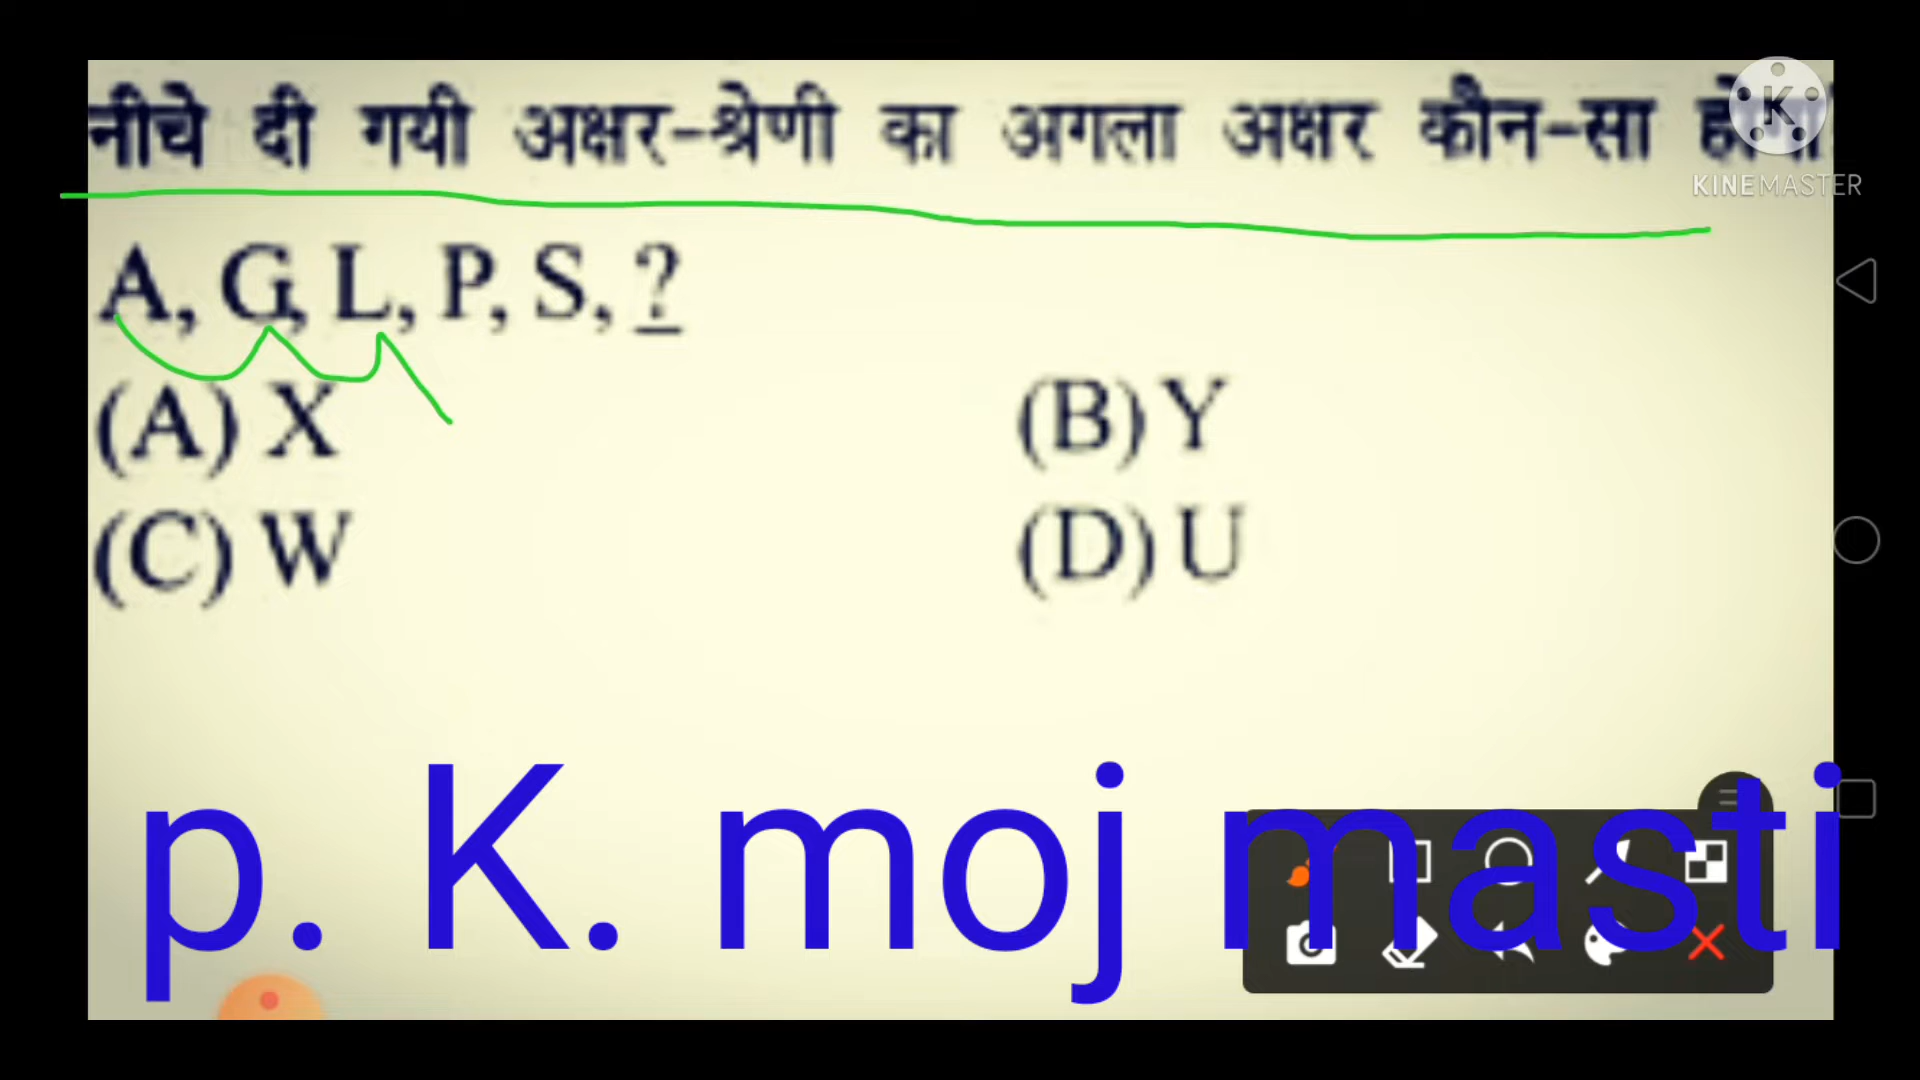 नीचे दी गयी अक्षर-श्रेणी का अगला अक्षर कौन-सा
KINEMASTER
A, G, L, P, S, ?
(A) X (B) Y
(C) W (D) U
p. K. moj masti